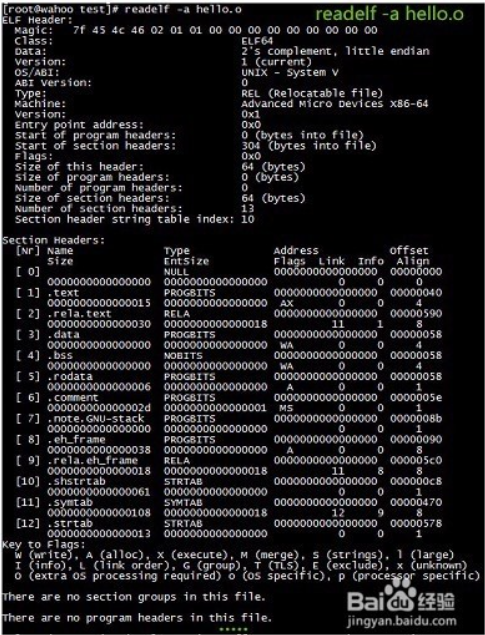 [root@wahoo test]# readelf -a hello.o
readelf -a hello.o
ELF Header:
Magic: 7f 45 4c 46 02 01 01 00 00 00 00 00 00 00 00 00
Class: ELF64
Data: 2's complement, little endian
Version: 1 (current)
OS/ABI: UNIX - System V
ABI Version: 0
Type: REL (Relocatable file)
Machine: Advanced Micro Devices X86-64
Version: 0x1
Entry point address: 0x0
Start of program headers: 0 (bytes into file)
Start of section headers: 304 (bytes into file)
Flags: 0x0
Size of this header: 64 (bytes)
Size of program headers: 0 (bytes)
Number of program headers: 0
Size of section headers: 64 (bytes)
Number of section headers: 13
Section header string table index: 10
Section Headers:
[Nr] Name Type Address Offset
Size EntSize Flags Link Info Align
[ 0] NULL 0000000000000000 00000000
0000000000000000 0000000000000000 0 0 0
[ 1] .text PROGBITS 0000000000000000 00000040
0000000000000015 0000000000000000 AX 0 0 4
[ 2] .rela.text RELA 0000000000000000 00000590
0000000000000030 0000000000000018 11 1 8
[ 3] .data PROGBITS 0000000000000000 00000058
0000000000000000 0000000000000000 WA 0 0 4
[ 4] .bss NOBITS 0000000000000000 00000058
0000000000000000 0000000000000000 WA 0 0 4
[ 5] .rodata PROGBITS 0000000000000000 00000058
0000000000000006 0000000000000000 A 0 0 1
[ 6] .comment PROGBITS 0000000000000000 0000005e
000000000000002d 0000000000000001 MS 0 0 1
[ 7] .note.GNU-stack PROGBITS 0000000000000000 0000008b
0000000000000000 0000000000000000 0 0 1
[ 8] .eh_frame PROGBITS 0000000000000000 00000090
0000000000000038 0000000000000000 A 0 0 8
[ 9] .rela.eh_frame RELA 0000000000000000 000005c0
0000000000000018 0000000000000018 11 8 8
[10] .shstrtab STRTAB 0000000000000000 000000c8
0000000000000061 0000000000000000 0 0 1
[11] .symtab SYMTAB 0000000000000000 00000470
0000000000000108 0000000000000018 12 9 8
[12] .strtab STRTAB 0000000000000000 00000578
0000000000000013 0000000000000000 0 0 1
Key to Flags:
W (write), A (alloc), X (execute), M (merge), S (strings), l (large)
I (info), L (link order), G (group), T (TLS), E (exclude), x (unknown)
O (extra OS processing required) o (OS specific), p (processor specific)
There are no section groups in this file.
There are no program headers in this file.
*****
Baidu 经验
jingyan.baidu.com